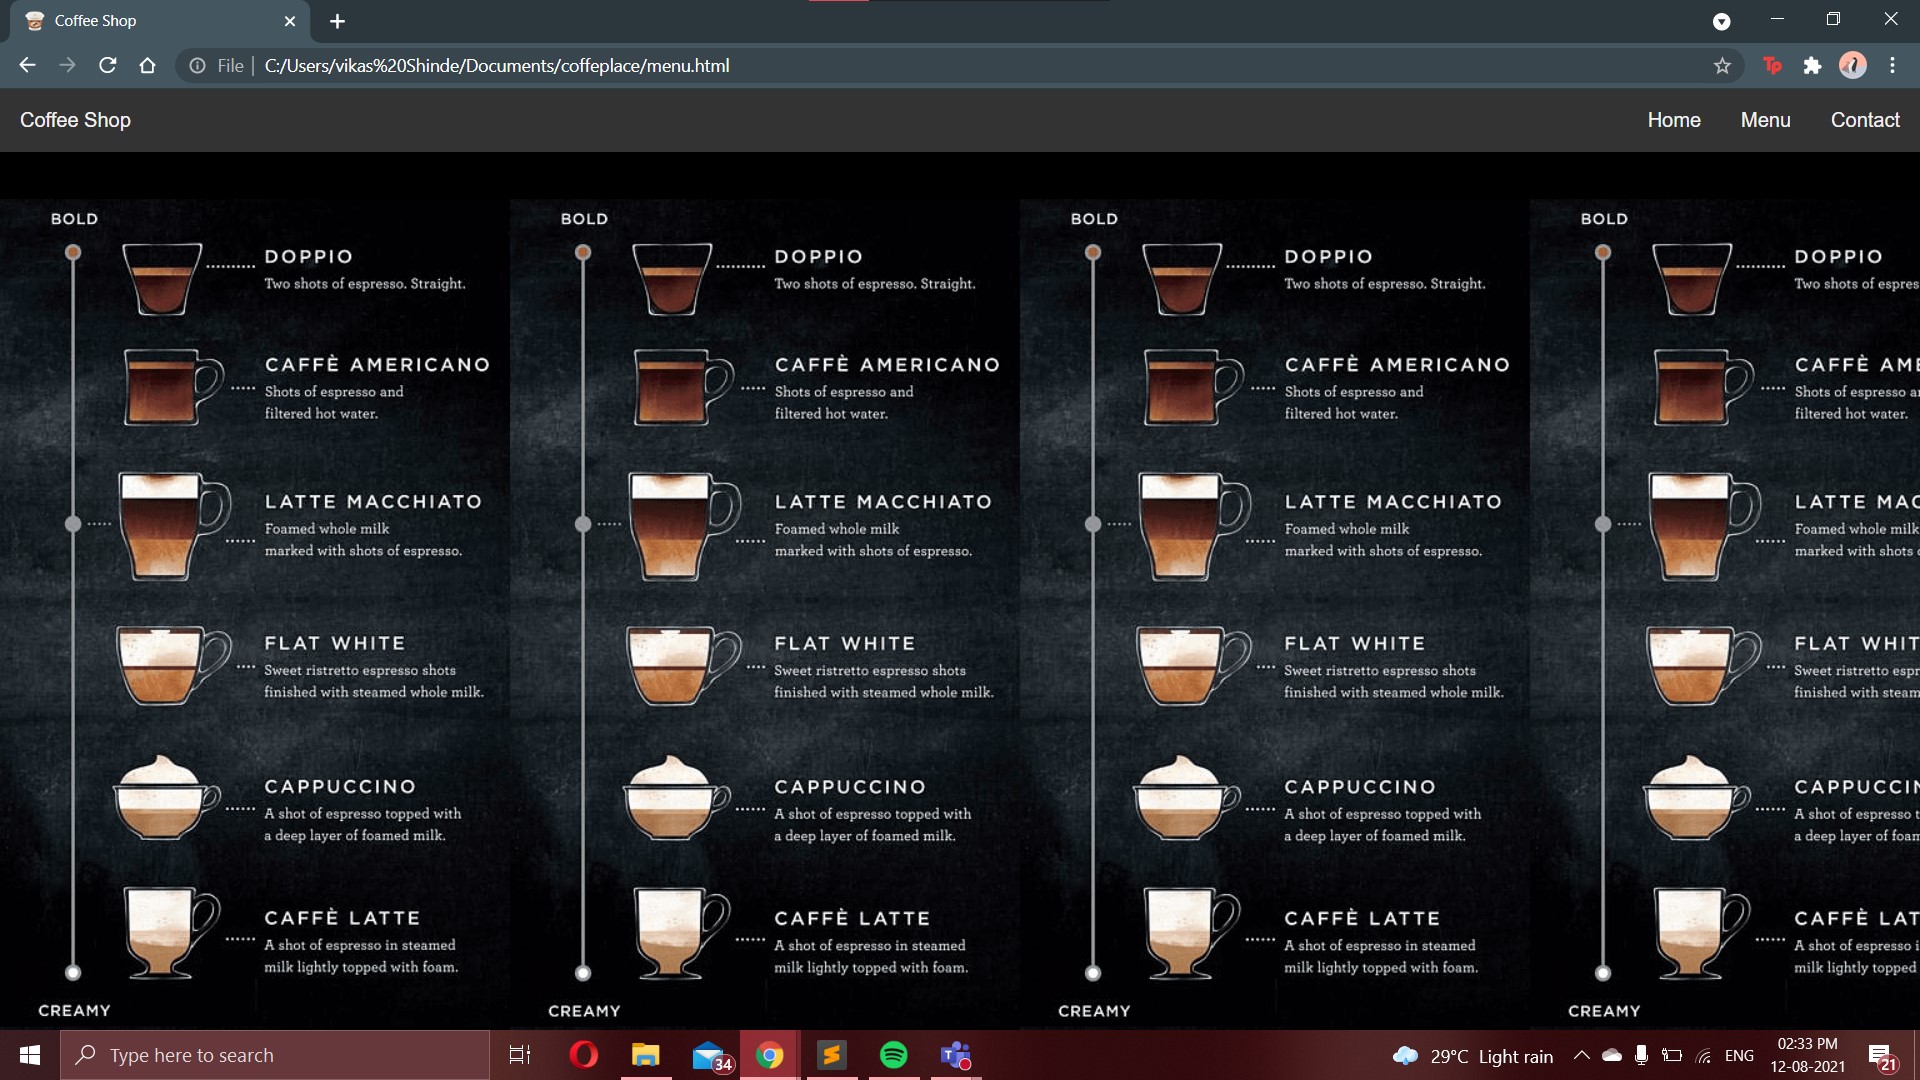 Coffee Shop
File
C:/Users/vikas%20Shinde/Documents/coffeplace/menu.html
Tp
Coffee Shop
Home Menu Contact
BOLD
DOPPIO
Two shots of espresso. Straight.
CAFFÈ AMERICANO
Shots of espresso and
filtered hot water.
LATTE MACCHIATO
Foamed whole milk
marked with shots of espresso.
FLAT WHITE
Sweet ristretto espresso shots
finished with steamed whole milk.
CAPPUCCINO
A shot of espresso topped with
a deep layer of foamed milk.
CAFFÈ LATTE
A shot of espresso in steamed
milk lightly topped with foam.
CREAMY
BOLD
DOPPIO
Two shots of espresso. Straight.
CAFFÈ AMERICANO
Shots of espresso and
filtered hot water.
LATTE MACCHIATO
Foamed whole milk
marked with shots of espresso.
FLAT WHITE
Sweet ristretto espresso shots
finished with steamed whole milk.
CAPPUCCINO
A shot of espresso topped with
a deep layer of foamed milk.
CAFFÈ LATTE
A shot of espresso in steamed
milk lightly topped with foam.
CREAMY
BOLD
DOPPIO
Two shots of espresso. Straight.
CAFFÈ AMERICANO
Shots of espresso and
filtered hot water.
LATTE MACCHIATO
Foamed whole milk
marked with shots of espresso.
FLAT WHITE
Sweet ristretto espresso shots
finished with steamed whole milk.
CAPPUCCINO
A shot of espresso topped with
a deep layer of foamed milk.
CAFFÈ LATTE
A shot of espresso in steamed
milk lightly topped with foam.
CREAMY
BOLD
DOPPIO
Two shots of
CAFFÈ
Shots of espresso
filtered hot water.
LATTE
Foamed whole milk
marked with shots
FLAT
Sweet ristretto
finished with
A shot of espresso
a deep layer of
CAFFÈ
A shot of espresso
milk lightly topped
CREAMY
Type here to search
34
29°C Light rain
ENG
02:33 PM
12-08-2021
21